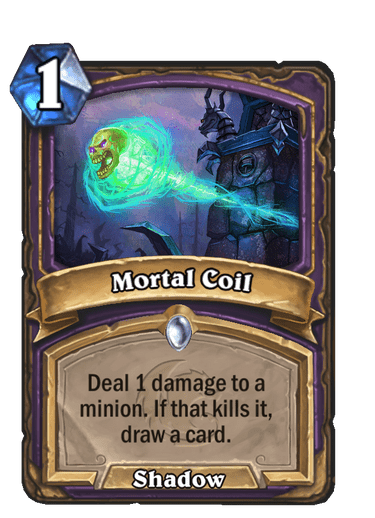 1
Mortal Coil
Deal 1 damage to a
minion. If that kills it,
draw a card.
Shadow